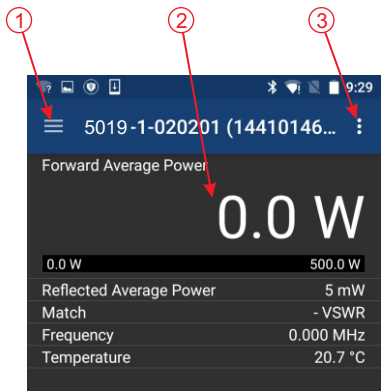 1 2 3
9:29
5019-1-020201 (14410146...
Forward Average Power
0.0 W
0.0 W 500.0 W
Reflected Average Power 5 mW
Match - VSWR
Frequency 0.000 MHz
Temperature 20.7 °C